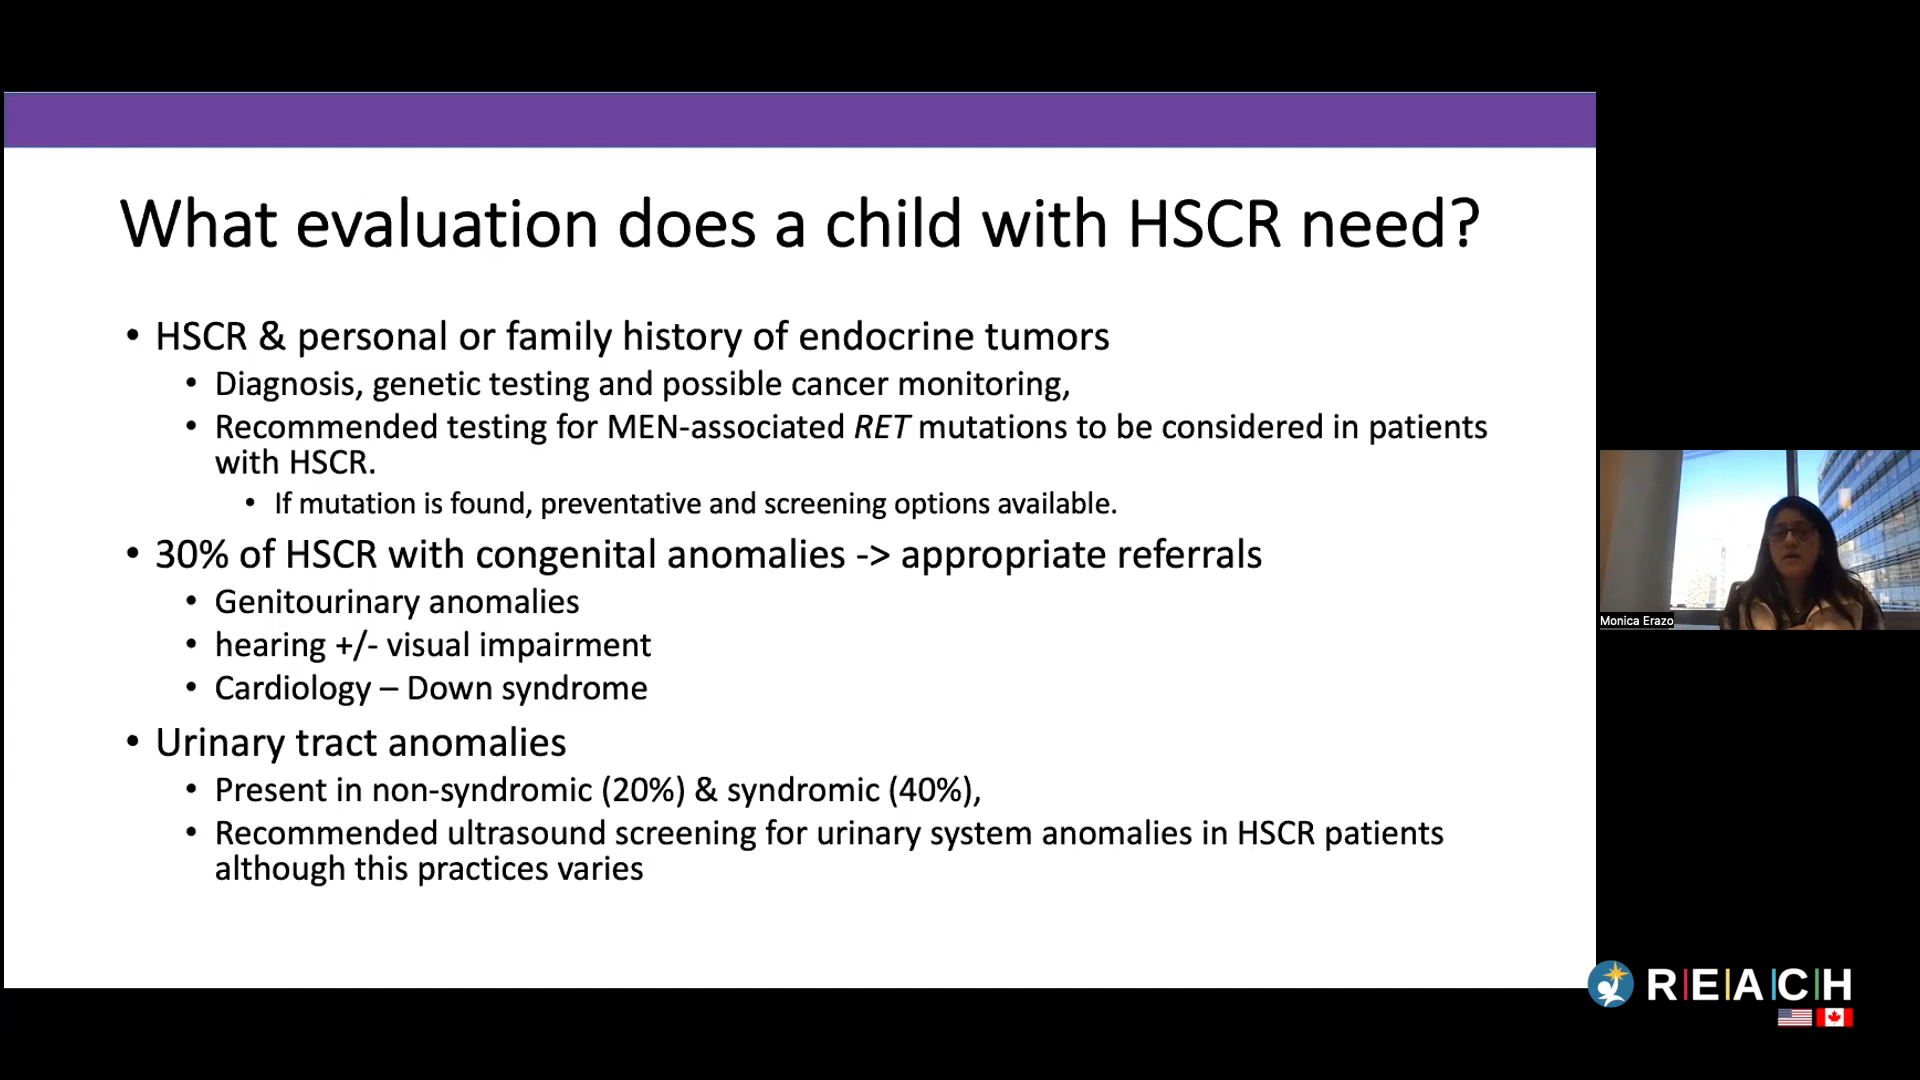 What evaluation does a child with HSCR need?
• HSCR & personal or family history of endocrine tumors
• Diagnosis, genetic testing and possible cancer monitoring,
• Recommended testing for MEN-associated RET mutations to be considered in patients
with HSCR.
• If mutation is found, preventative and screening options available.
• 30% of HSCR with congenital anomalies -> appropriate referrals
• Genitourinary anomalies
• hearing +/- visual impairment
• Cardiology – Down syndrome
• Urinary tract anomalies
• Present in non-syndromic (20%) & syndromic (40%),
• Recommended ultrasound screening for urinary system anomalies in HSCR patients
although this practices varies
Monica Erazo
R|E|A|C|H